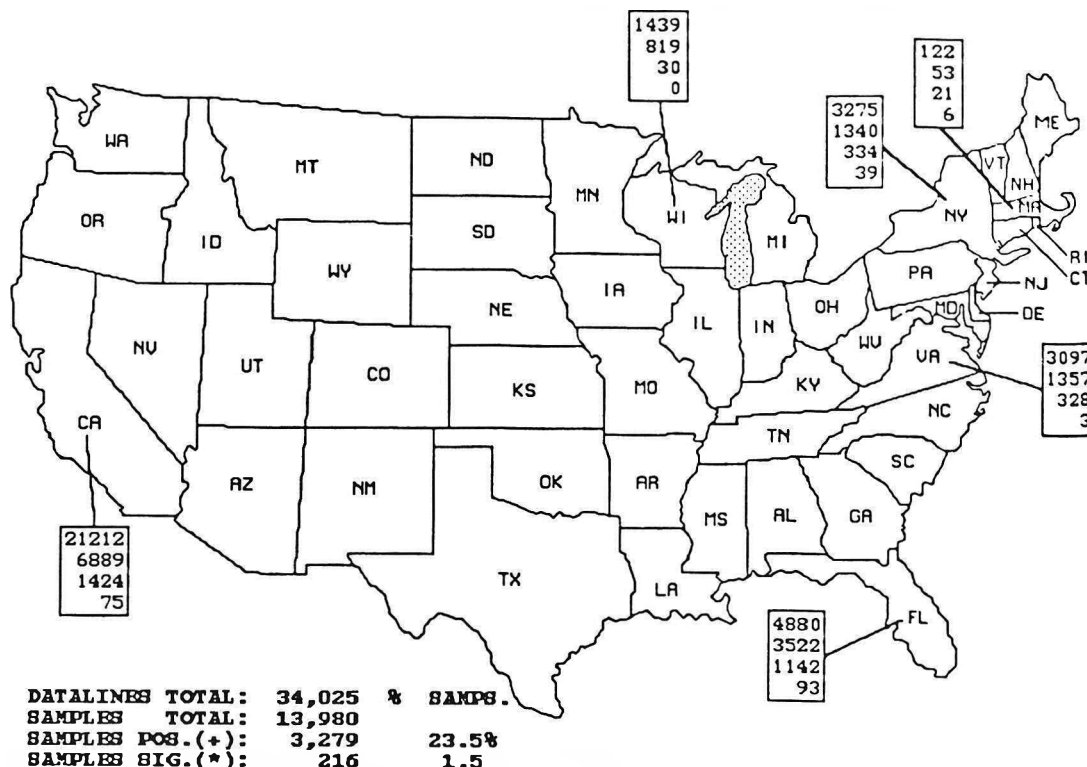 1439
819
30
0
122
53
21
6
3275
1340
334
39
WA
MT
ND
MN
ME
VT
NH
MA
NY
WI
MI
OR
ID
SD
WY
RI
CT
PA
NJ
IA
NE
OH
MD
DE
IL
IN
NV
UT
CO
WV
VA
3097
1357
328
3
KS
MO
KY
CA
NC
TN
SC
AZ
NM
OK
AR
MS
AL
GA
21212
6889
1424
75
TX
LA
FL
4880
3522
1142
93
DATALINES TOTAL: 34,025 % SAMPS.
SAMPLES TOTAL: 13,980
SAMPLES POS.(+): 3,279 23.5%
SAMPLES SIG.(*): 216 1.5